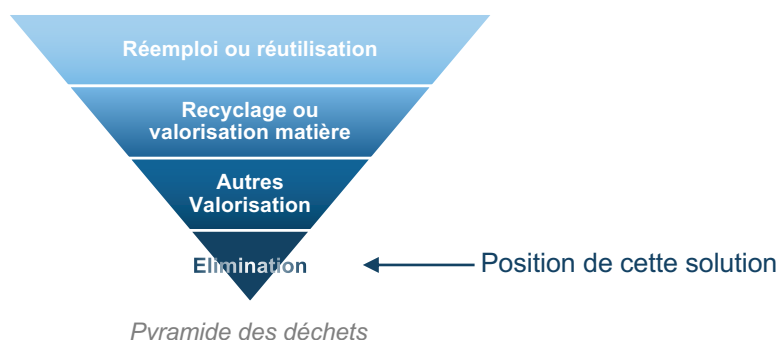 Réemploi ou réutilisation
Recyclage ou
valorisation matière
Autres
Valorisation
Elimination
Position de cette solution
Pyramide des déchets